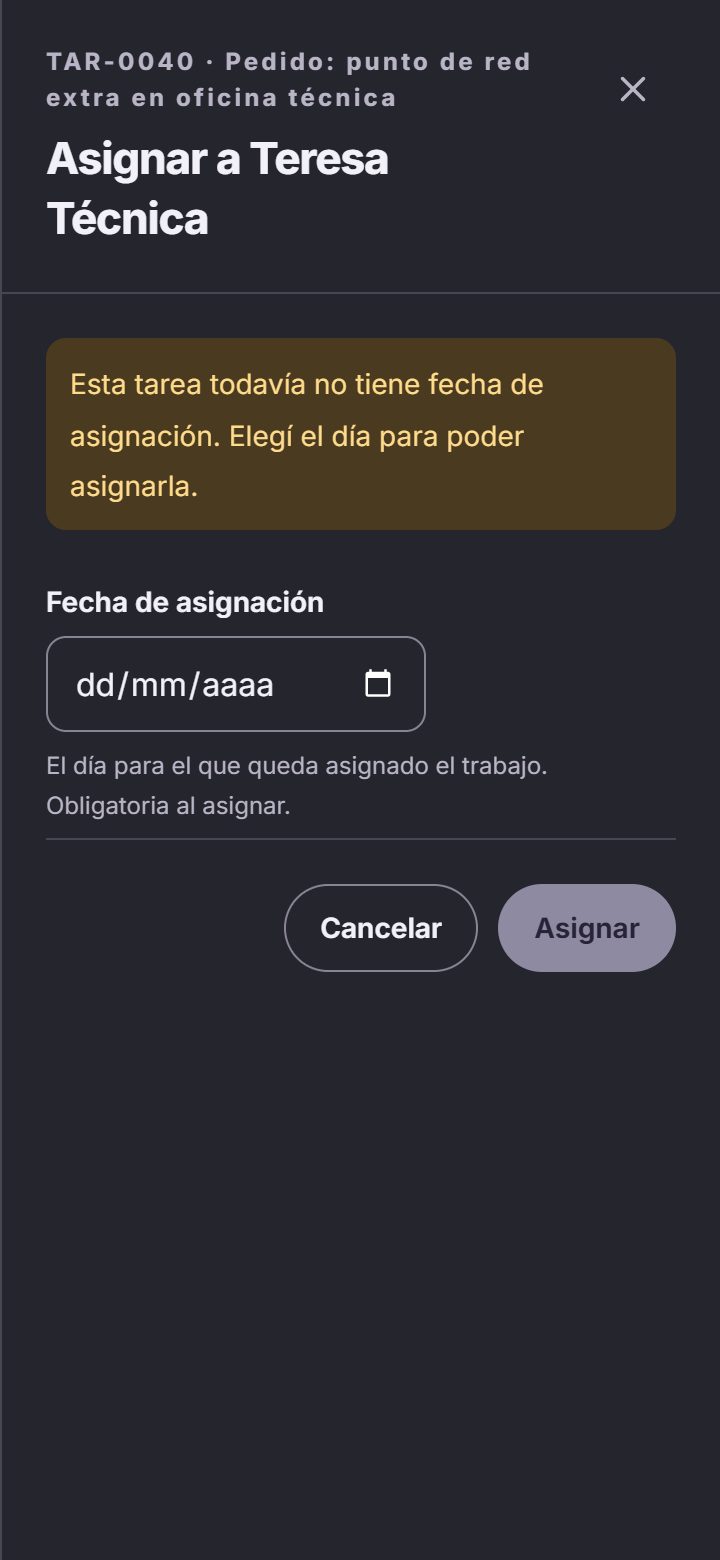 TAR-0040 · Pedido: punto de red
extra en oficina técnica
Asignar a Teresa
Técnica
Esta tarea todavía no tiene fecha de
asignación. Elegí el día para poder
asignarla.
Fecha de asignación
dd/mm/aaaa
El día para el que queda asignado el trabajo.
Obligatoria al asignar.
Cancelar
Asignar